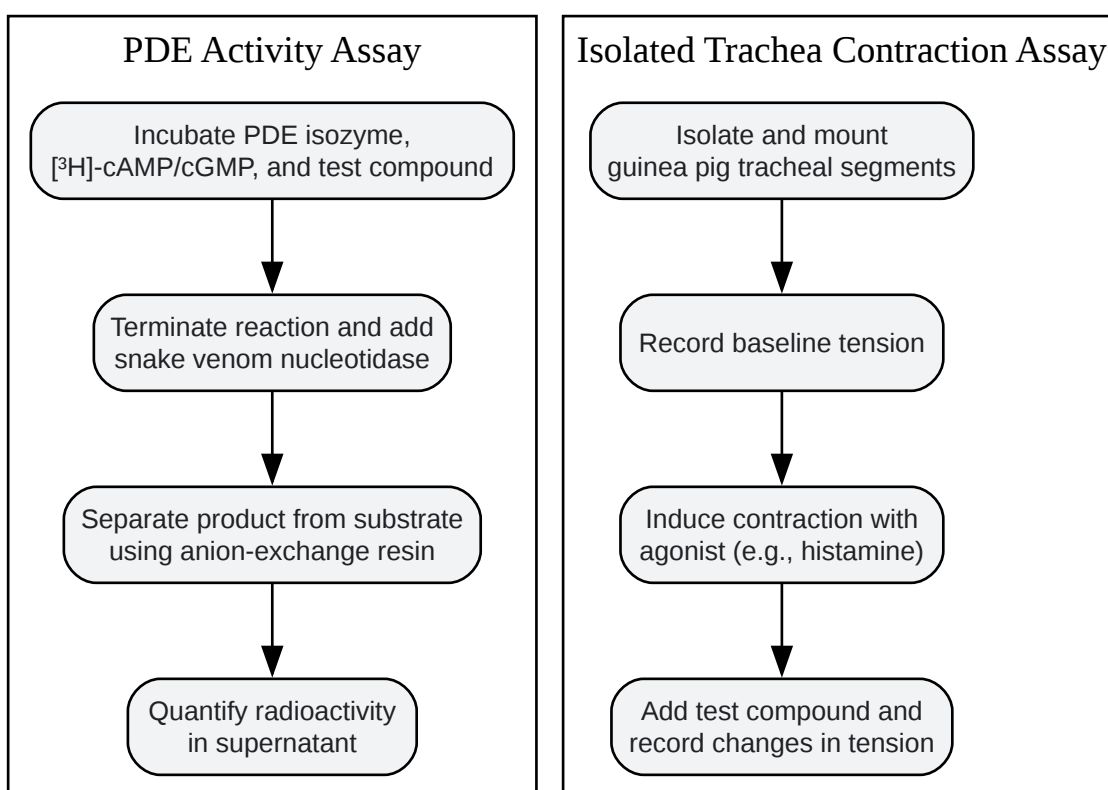 PDE Activity Assay
Incubate PDE isozyme,
[³H]-cAMP/cGMP, and test compound
Terminate reaction and add
snake venom nucleotidase
Separate product from substrate
using anion-exchange resin
Quantify radioactivity
in supernatant
Isolated Trachea Contraction Assay
Isolate and mount
guinea pig tracheal segments
Record baseline tension
Induce contraction with
agonist (e.g., histamine)
Add test compound and
record changes in tension